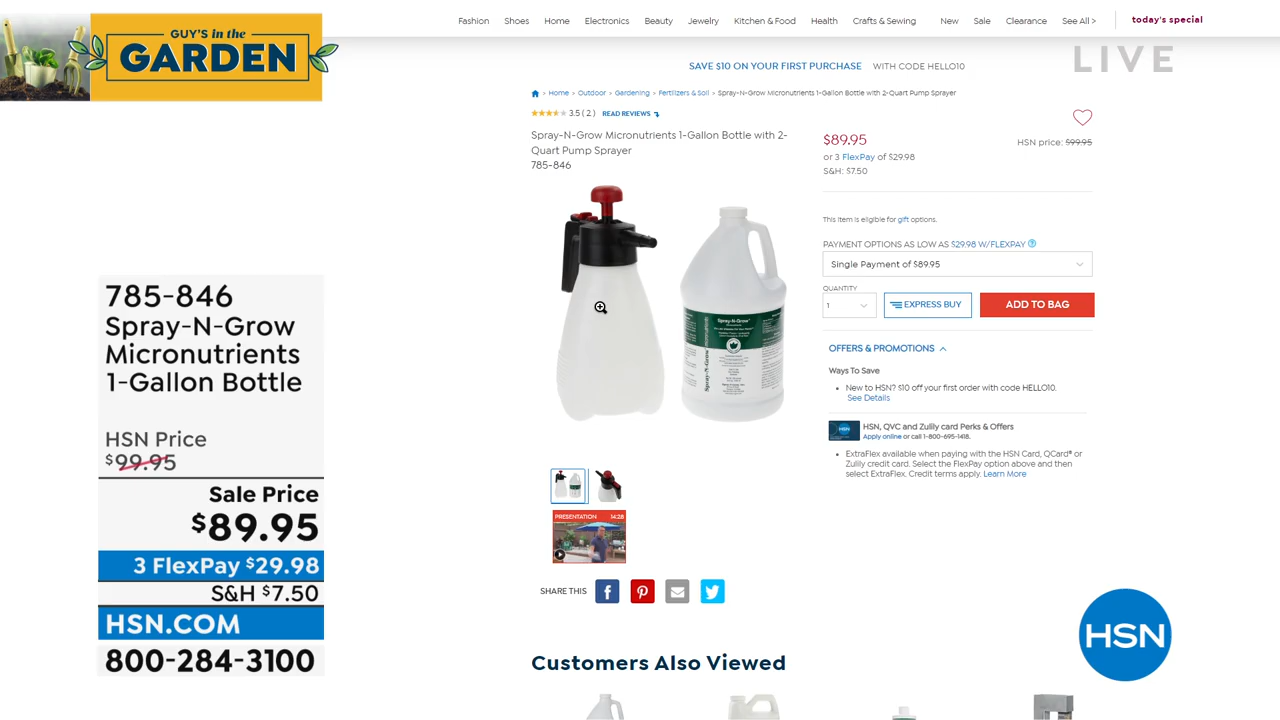 GUY'S in the
GARDEN
Fashion Shoes Home Electronics Beauty Jewelry Kitchen & Food Health Crafts & Sewing New Sale Clearance See All > today's special
LIVE
SAVE $10 ON YOUR FIRST PURCHASE WITH CODE HELLO10
> Home > Outdoor > Gardening > Fertilizers & Soil > Spray-N-Grow Micronutrients 1-Gallon Bottle with 2-Quart Pump Sprayer
3.5 ( 2 ) READ REVIEWS
Spray-N-Grow Micronutrients 1-Gallon Bottle with 2-
Quart Pump Sprayer
785-846
$89.95
HSN price: $99.95
or 3 FlexPay of $29.98
S&H: $7.50
This item is eligible for gift options.
PAYMENT OPTIONS AS LOW AS $29.98 W/FLEXPAY ?
Single Payment of $89.95
QUANTITY
1
EXPRESS BUY
ADD TO BAG
OFFERS & PROMOTIONS
Ways To Save
• New to HSN? $10 off your first order with code HELLO10.
See Details
HSN
HSN, QVC and Zulily card Perks & Offers
Apply online or call 1-800-695-1418.
• ExtraFlex available when paying with the HSN Card, QCard® or
Zulily credit card. Select the FlexPay option above and then
select ExtraFlex. Credit terms apply. Learn More
Spray-N-Grow
Spray-N-Grow
PRESENTATION 14:28
SHARE THIS
Customers Also Viewed
785-846
Spray-N-Grow
Micronutrients
1-Gallon Bottle
HSN Price
$99.95
Sale Price
$89.95
3 FlexPay $29.98
S&H $7.50
HSN.COM
800-284-3100
HSN